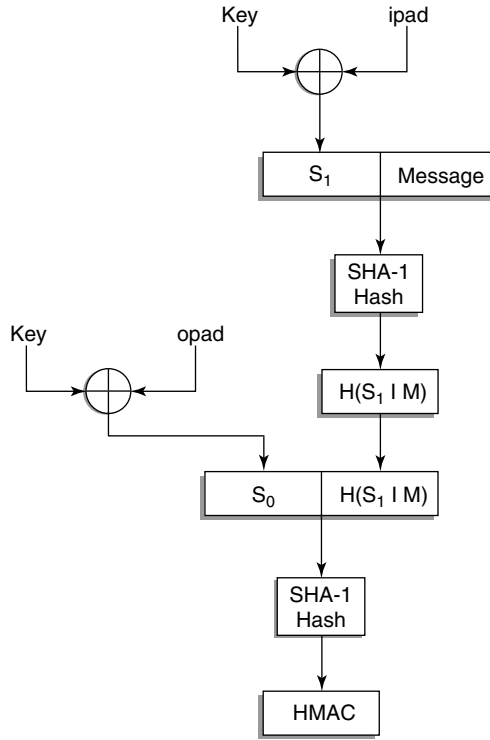 Key ipad
S₁ Message
SHA-1
Hash
Key opad
H(S₁ I M)
S₀ H(S₁ I M)
SHA-1
Hash
HMAC